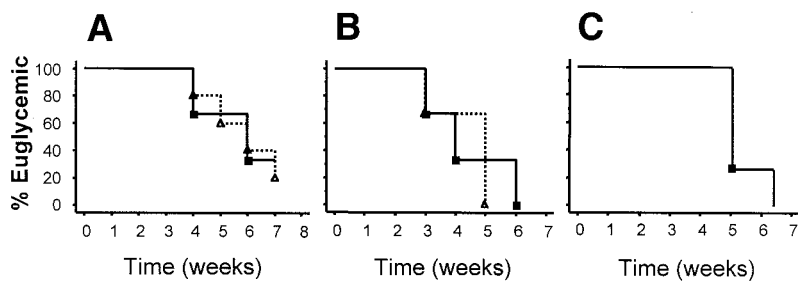 A
B
C
% Euglycemic
100
80
60
40
20
0
0 1 2 3 4 5 6 7 8
0 1 2 3 4 5 6 7
0 1 2 3 4 5 6 7
Time (weeks)
Time (weeks)
Time (weeks)